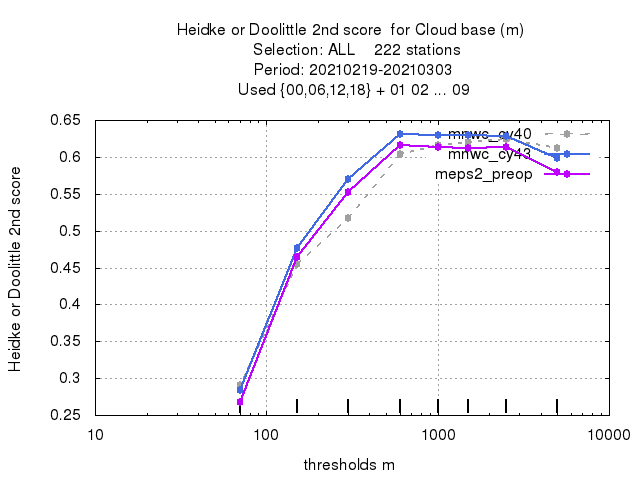 Heidke or Doolittle 2nd score  for Cloud base (m)
Selection: ALL    222 stations
Period: 20210219-20210303
Used {00,06,12,18} + 01 02 ... 09
Heidke or Doolittle 2nd score
0.65
0.6
0.55
0.5
0.45
0.4
0.35
0.3
0.25
mnwc_cy40
mnwc_cy43
meps2_preop
10
100
1000
10000
thresholds m